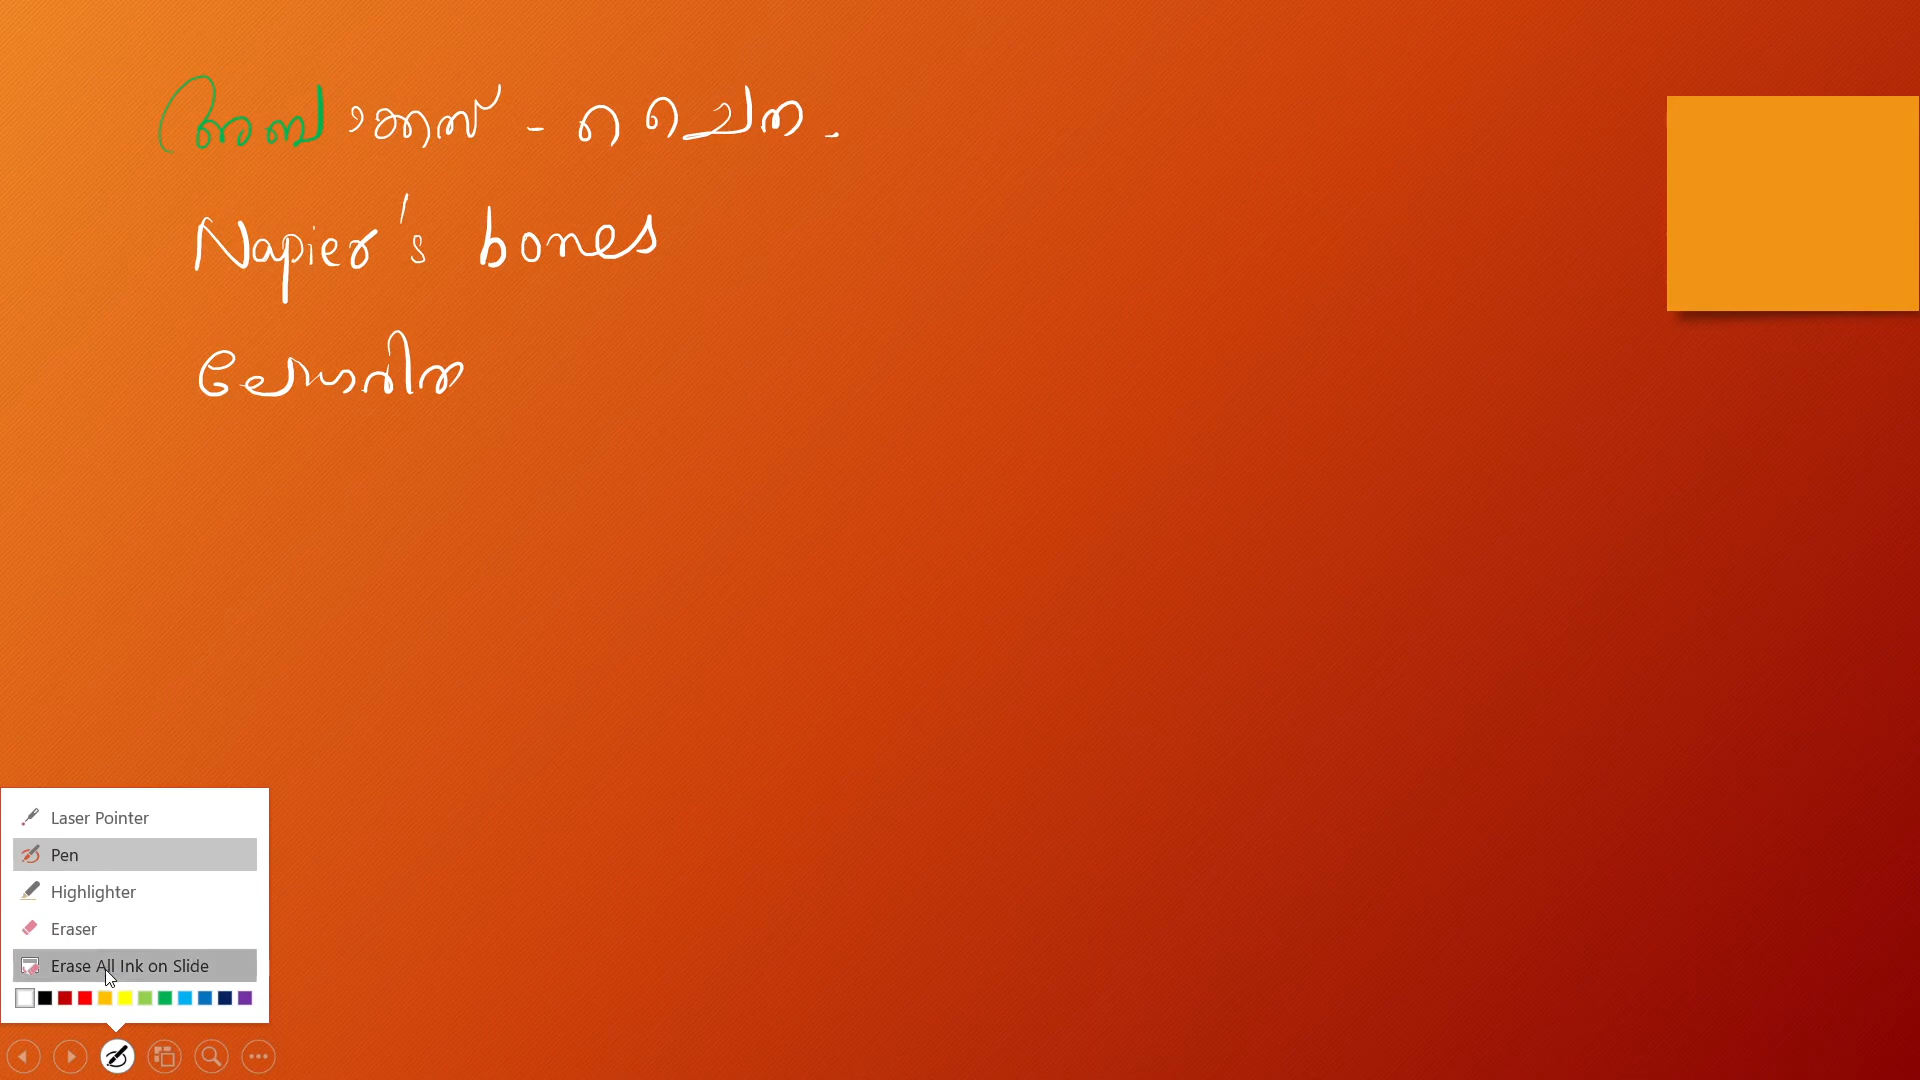 അബാക്കസ് - ചൈന.
Napier's bones
ലോഗരിത
Laser Pointer
Pen
Highlighter
Eraser
Erase All Ink on Slide